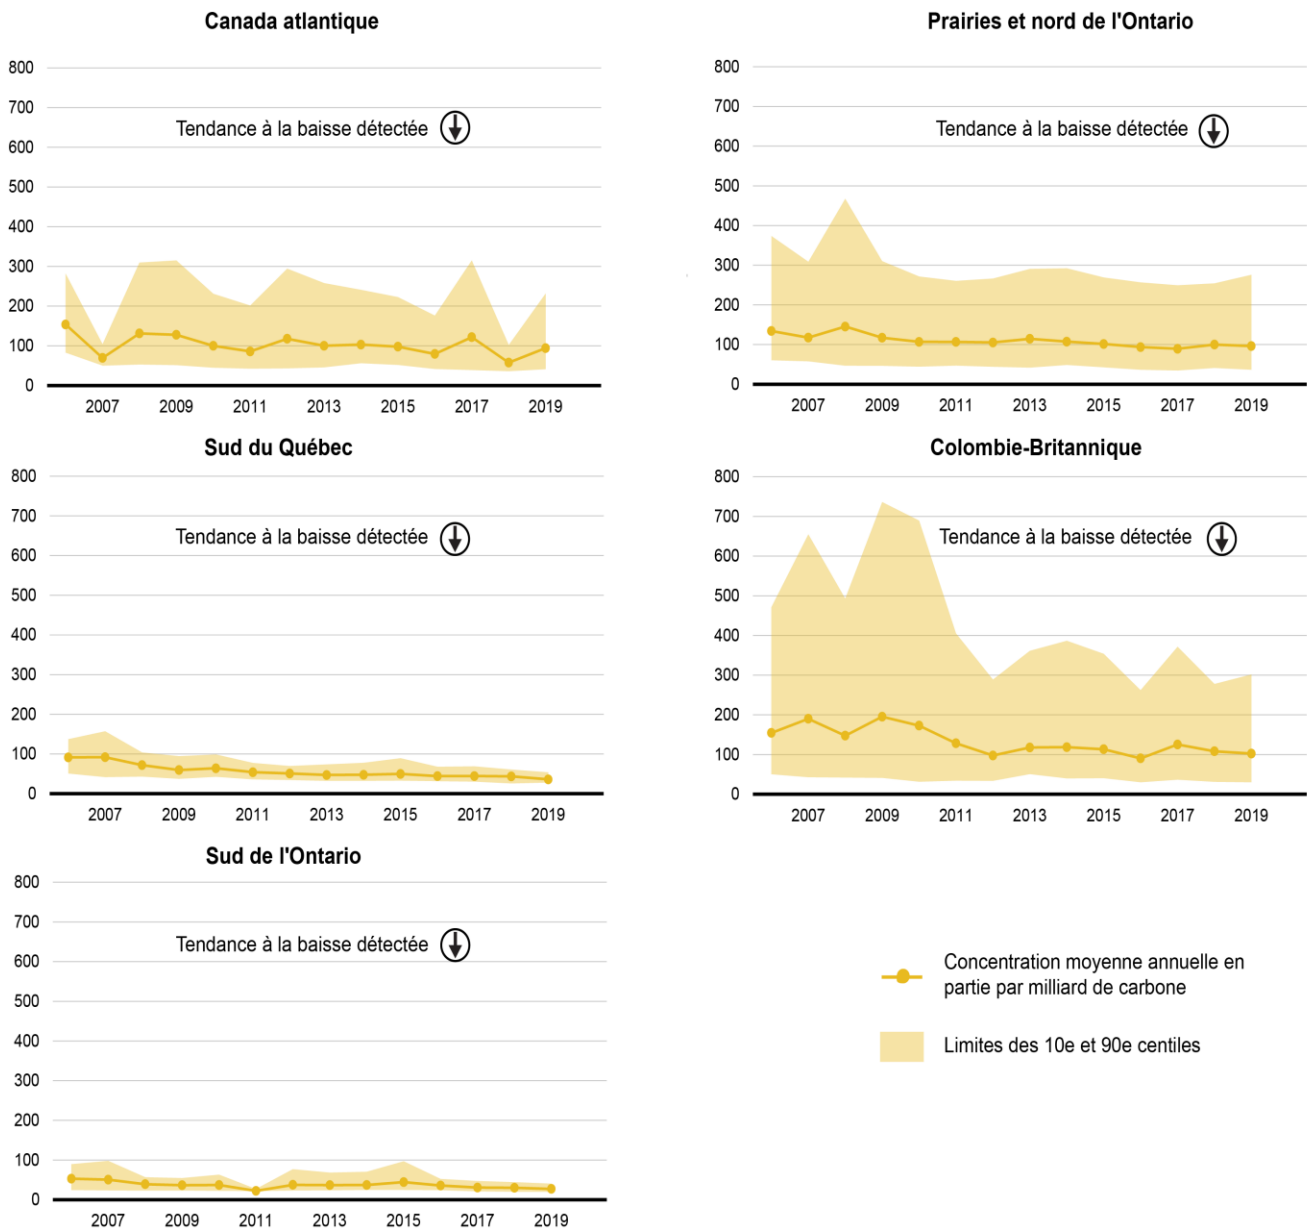 Canada atlantique
800
700
Tendance à la baisse détectée
600
500
400
300
200
100
0
2007 2009 2011 2013 2015 2017 2019
Prairies et nord de l'Ontario
800
700
Tendance à la baisse détectée
600
500
400
300
200
100
0
2007 2009 2011 2013 2015 2017 2019
Sud du Québec
800
700
Tendance à la baisse détectée
600
500
400
300
200
100
0
2007 2009 2011 2013 2015 2017 2019
Colombie-Britannique
800
700
Tendance à la baisse détectée
600
500
400
300
200
100
0
2007 2009 2011 2013 2015 2017 2019
Sud de l'Ontario
800
700
Tendance à la baisse détectée
600
500
400
300
200
100
0
2007 2009 2011 2013 2015 2017 2019
Concentration moyenne annuelle en
partie par milliard de carbone
Limites des 10e et 90e centiles